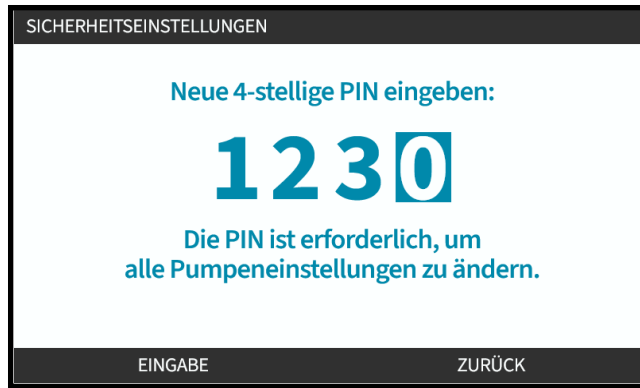 SICHERHEITSEINSTELLUNGEN
Neue 4-stellige PIN eingeben:
1230
Die PIN ist erforderlich, um
alle Pumpeneinstellungen zu ändern.
EINGABE ZURÜCK